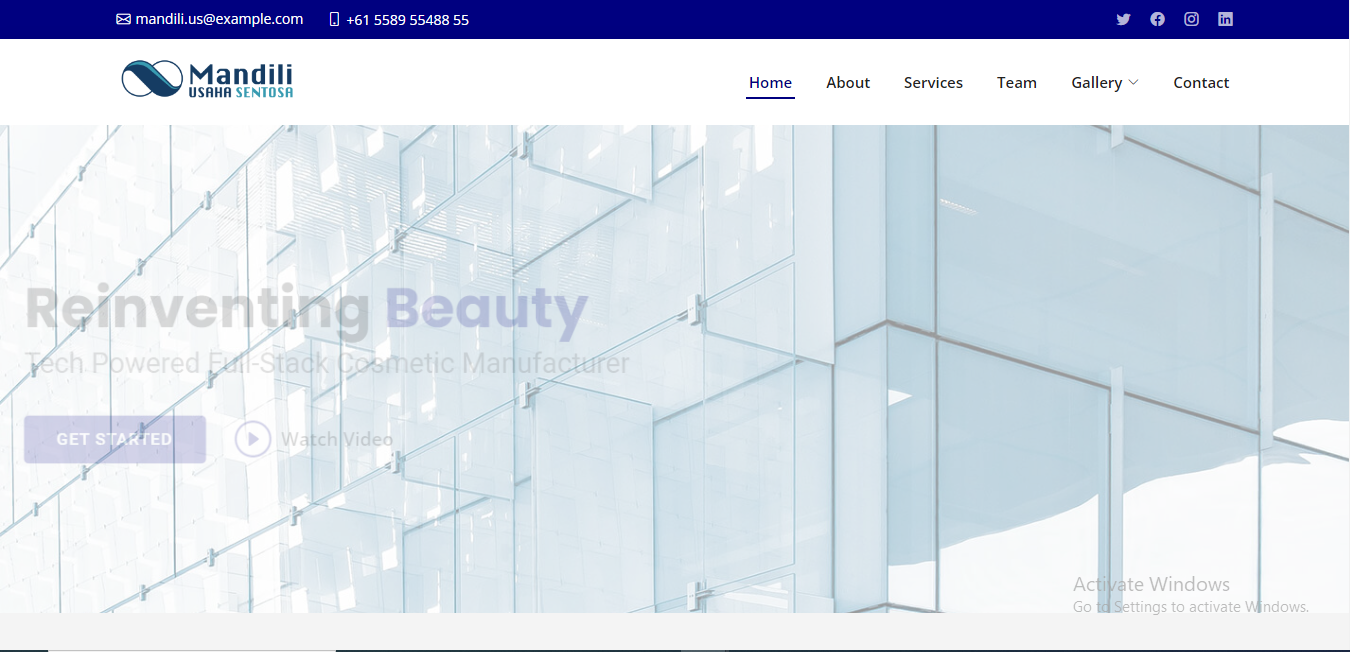 mandili.us@example.com +61 5589 55488 55
Mandili
USAHA SENTOSA
Home About Services Team Gallery Contact
Reinventing Beauty
Tech Powered Full-Stack Cosmetic Manufacturer
GET STARTED Watch Video
Activate Windows
Go to Settings to activate Windows.